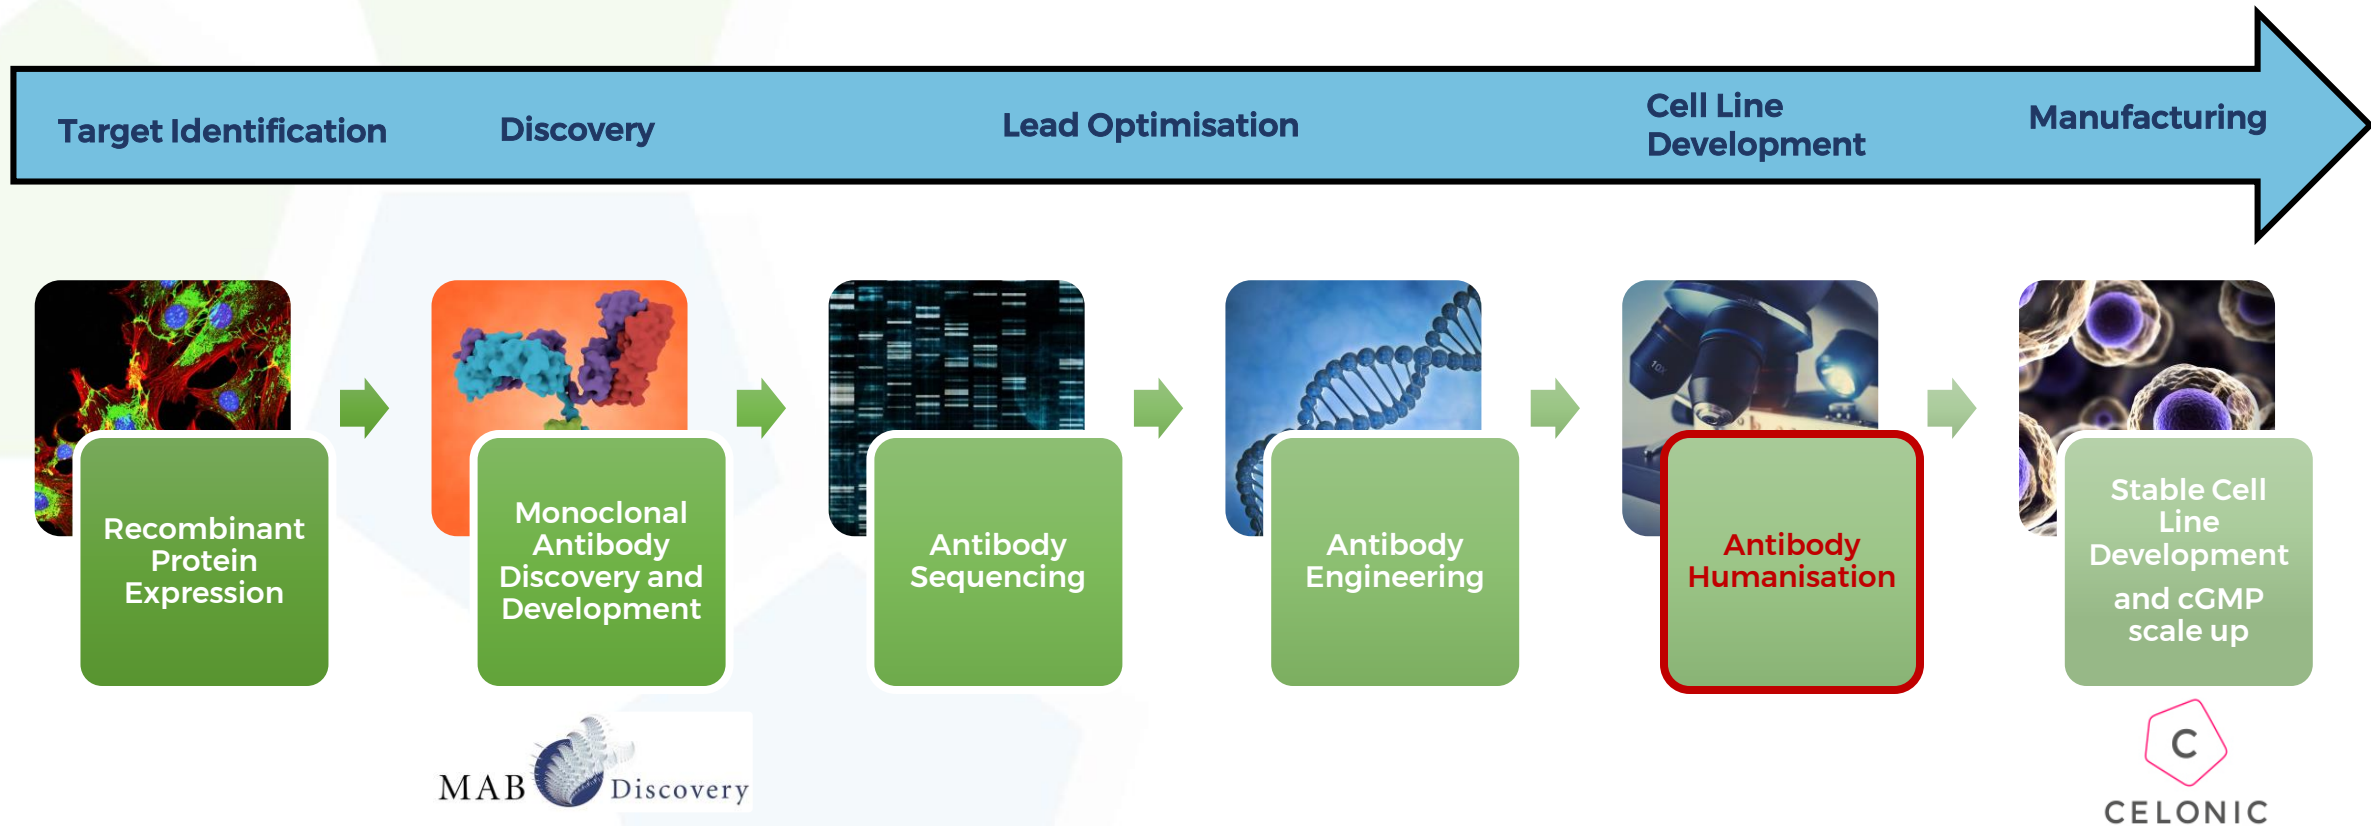 Target Identification
Discovery
Lead Optimisation
Cell Line
Development
Manufacturing
10X
Recombinant
Protein
Expression
Monoclonal
Antibody
Discovery and
Development
Antibody
Sequencing
Antibody
Engineering
Antibody
Humanisation
Stable Cell
Line
Development
and cGMP
scale up
MAB Discovery
C
CELONIC